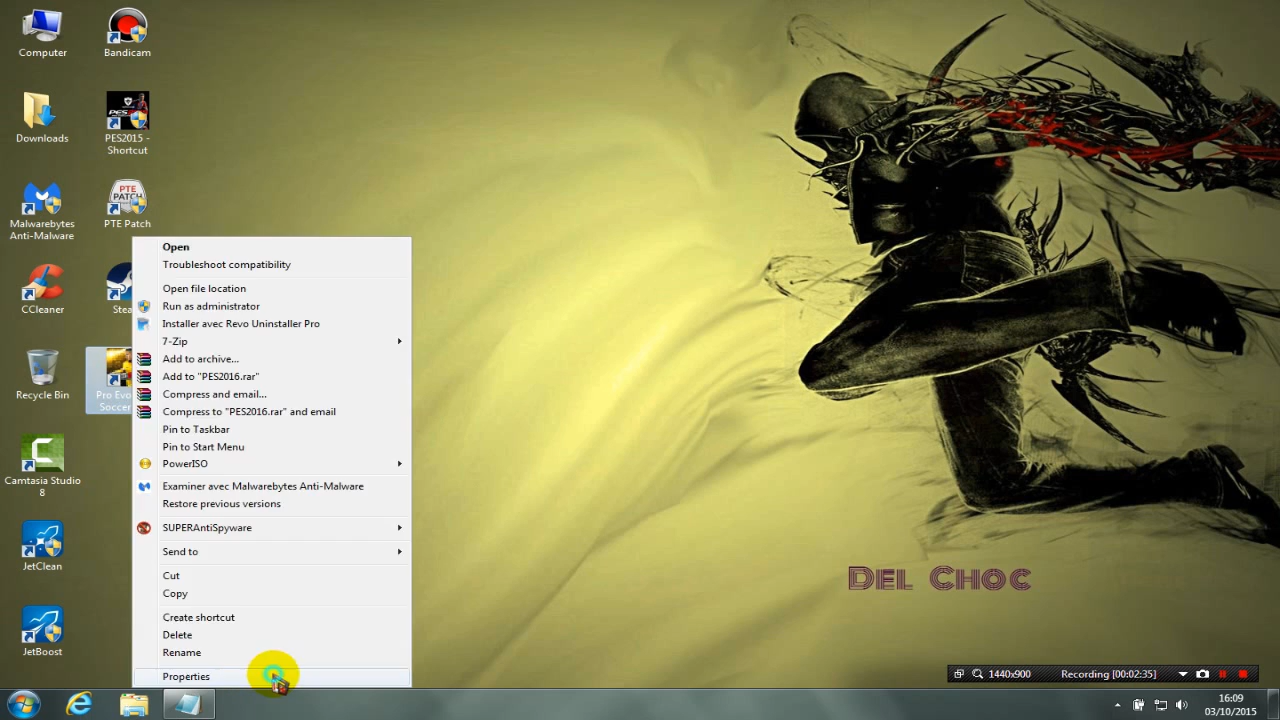 Computer
Bandicam
Downloads
PES2015 -
Shortcut
Malwarebytes
Anti-Malware
PTE
PATCH
PTE Patch
CCleaner
Stea
Recycle Bin
Pro Evo
Soccer
Camtasia Studio
8
JetClean
JetBoost
Open
Troubleshoot compatibility
Open file location
Run as administrator
Installer avec Revo Uninstaller Pro
7-Zip
Add to archive...
Add to "PES2016.rar"
Compress and email...
Compress to "PES2016.rar" and email
Pin to Taskbar
Pin to Start Menu
PowerISO
Examiner avec Malwarebytes Anti-Malware
Restore previous versions
SUPERAntiSpyware
Send to
Cut
Copy
Create shortcut
Delete
Rename
Properties
Del Choc
1440x900
Recording [00:02:35]
16:09
03/10/2015